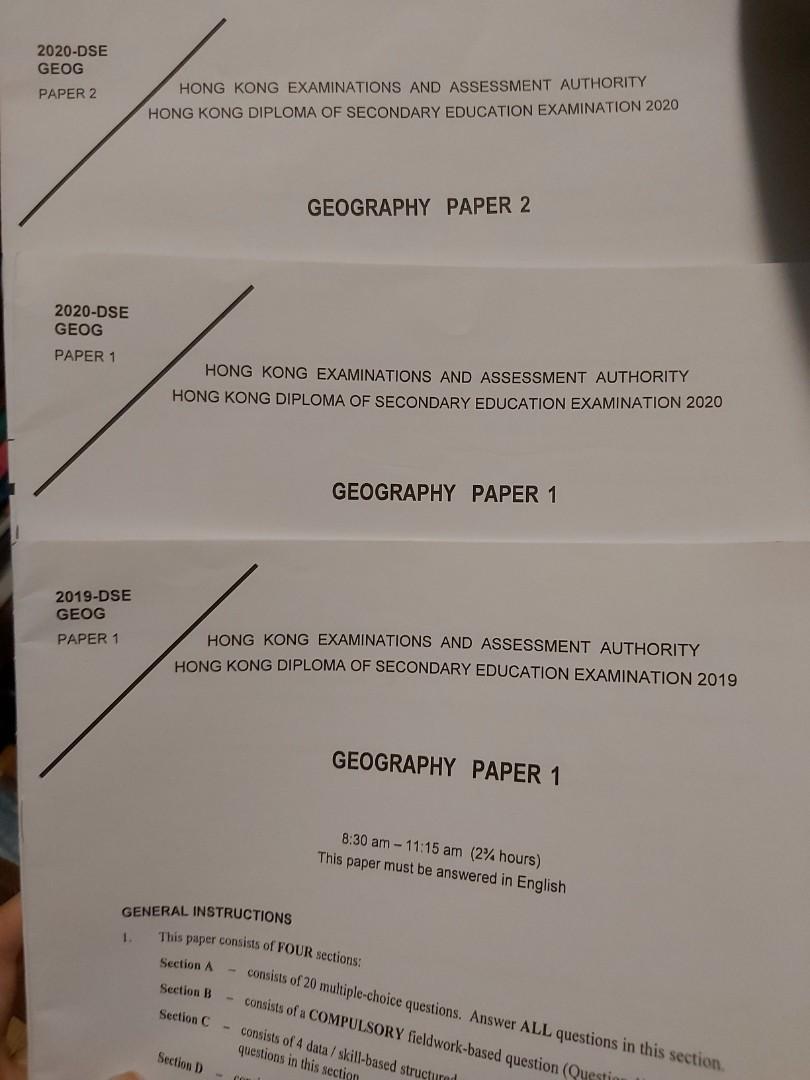 2020-DSE
GEOG
PAPER 2
HONG KONG EXAMINATIONS AND ASSESSMENT AUTHORITY
HONG KONG DIPLOMA OF SECONDARY EDUCATION EXAMINATION 2020
GEOGRAPHY PAPER 2
2020-DSE
GEOG
PAPER 1
HONG KONG EXAMINATIONS AND ASSESSMENT AUTHORITY
HONG KONG DIPLOMA OF SECONDARY EDUCATION EXAMINATION 2020
GEOGRAPHY PAPER 1
2019-DSE
GEOG
PAPER 1
HONG KONG EXAMINATIONS AND ASSESSMENT AUTHORITY
HONG KONG DIPLOMA OF SECONDARY EDUCATION EXAMINATION 2019
GEOGRAPHY PAPER 1
8:30 am – 11:15 am (2¾ hours)
This paper must be answered in English
GENERAL INSTRUCTIONS
1. This paper consists of FOUR sections:
Section A – consists of 20 multiple-choice questions. Answer ALL questions in this section.
Section B – consists of a COMPULSORY fieldwork-based question
Section C – consists of 4 data / skill-based structured
questions in this section
Section D –